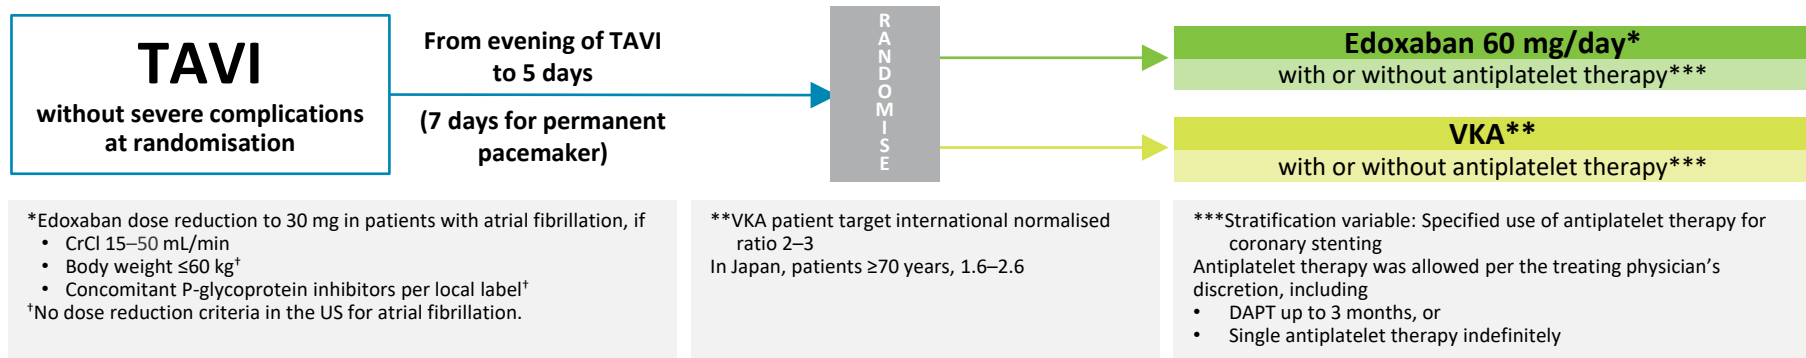 TAVI
without severe complications
at randomisation
From evening of TAVI
to 5 days
(7 days for permanent
pacemaker)
RANDOMISE
Edoxaban 60 mg/day*
with or without antiplatelet therapy***
VKA**
with or without antiplatelet therapy***
*Edoxaban dose reduction to 30 mg in patients with atrial fibrillation, if
• CrCl 15–50 mL/min
• Body weight ≤60 kg†
• Concomitant P-glycoprotein inhibitors per local label†
†No dose reduction criteria in the US for atrial fibrillation.
**VKA patient target international normalised
ratio 2–3
In Japan, patients ≥70 years, 1.6–2.6
***Stratification variable: Specified use of antiplatelet therapy for
coronary stenting
Antiplatelet therapy was allowed per the treating physician’s
discretion, including
• DAPT up to 3 months, or
• Single antiplatelet therapy indefinitely